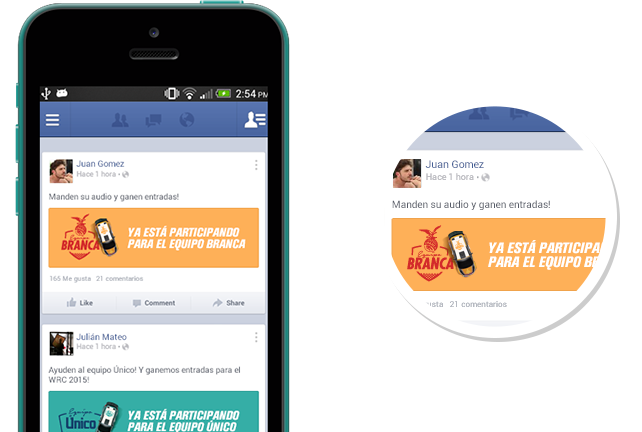 2:54 PM
Juan Gomez
Hace 1 hora •
Manden su audio y ganen entradas!
Equipo
BRANCA
YA ESTÁ PARTICIPANDO
PARA EL EQUIPO BRANCA
165 Me gusta 21 comentarios
Like Comment Share
Julián Mateo
Hace 1 hora •
Ayuden al equipo Único! Y ganemos entradas para el
WRC 2015!
Equipo
Único
YA ESTÁ PARTICIPANDO
PARA EL EQUIPO ÚNICO
Juan Gomez
Hace 1 hora •
Manden su audio y ganen entradas!
Equipo
BRANCA
YA ESTÁ PARTICIPA
PARA EL EQUIPO BR
usta 21 comentarios